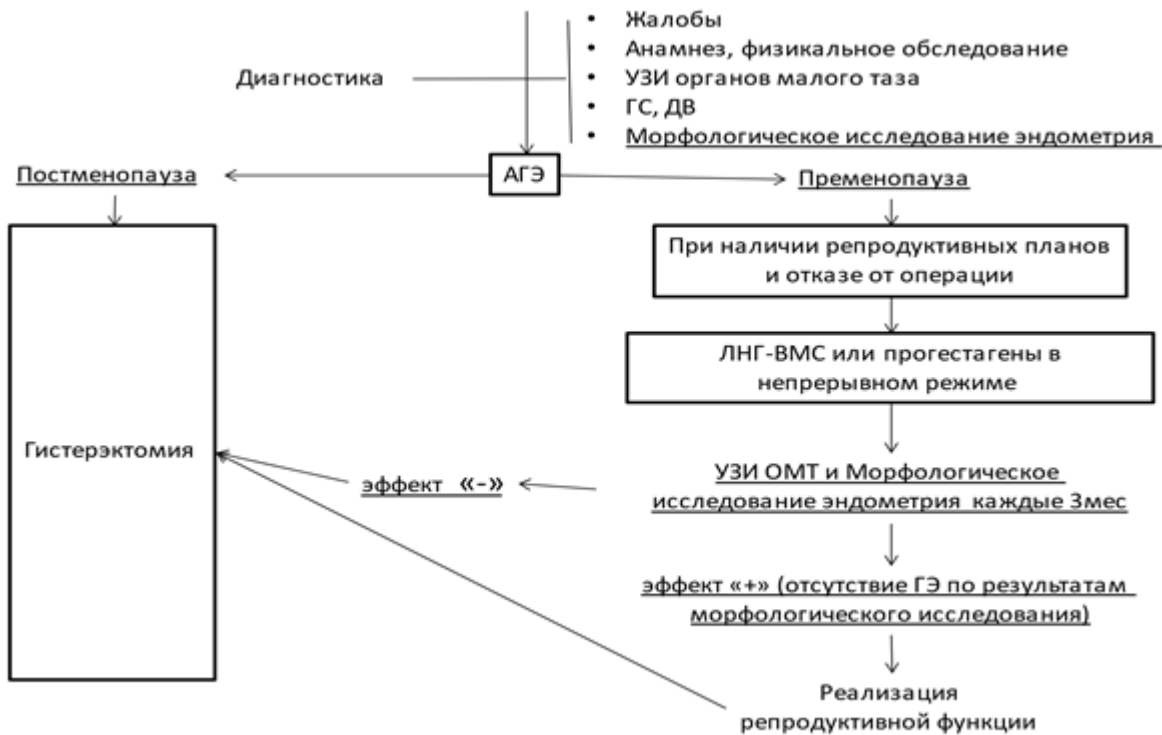 • Жалобы
• Анамнез, физикальное обследование
Диагностика
• УЗИ органов малого таза
• ГС, ДВ
• Морфологическое исследование эндометрия
Постменопауза
АГЭ
Пременопауза
При наличии репродуктивных планов
и отказе от операции
ЛНГ-ВМС или прогестагены в
непрерывном режиме
Гистерэктомия
эффект «-»
УЗИ ОМТ и Морфологическое
исследование эндометрия каждые 3мес
эффект «+» (отсутствие ГЭ по результатам
морфологического исследования)
Реализация
репродуктивной функции